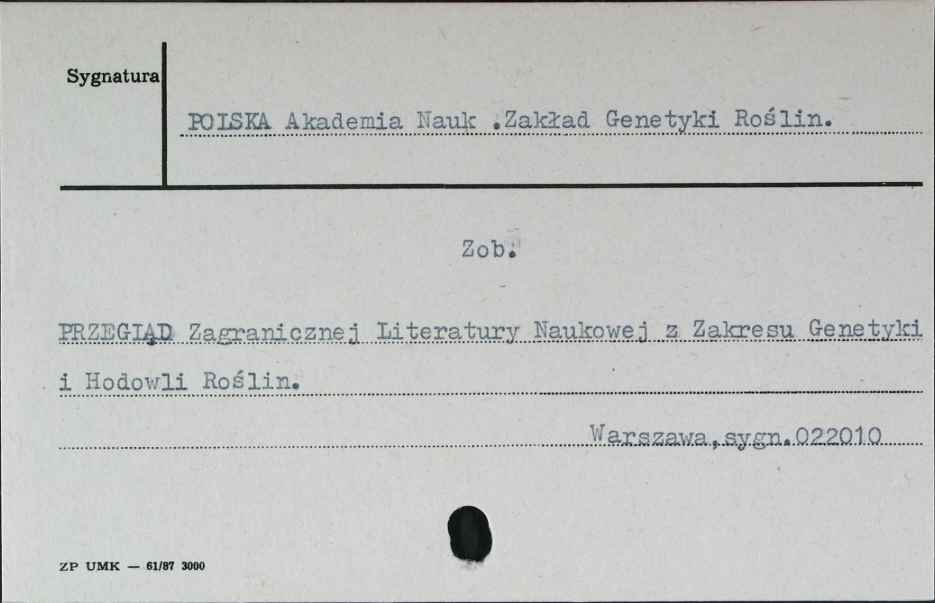 Sygnatura
POLSKA Akademia Nauk .Zakład Genetyki Roślin.
Zob.
PRZEGLĄD Zagranicznej Literatury Naukowej z Zakresu Genetyki
i Hodowli Roślin.
Warszawa,sygn.022010
ZP UMK — 61/87 3000